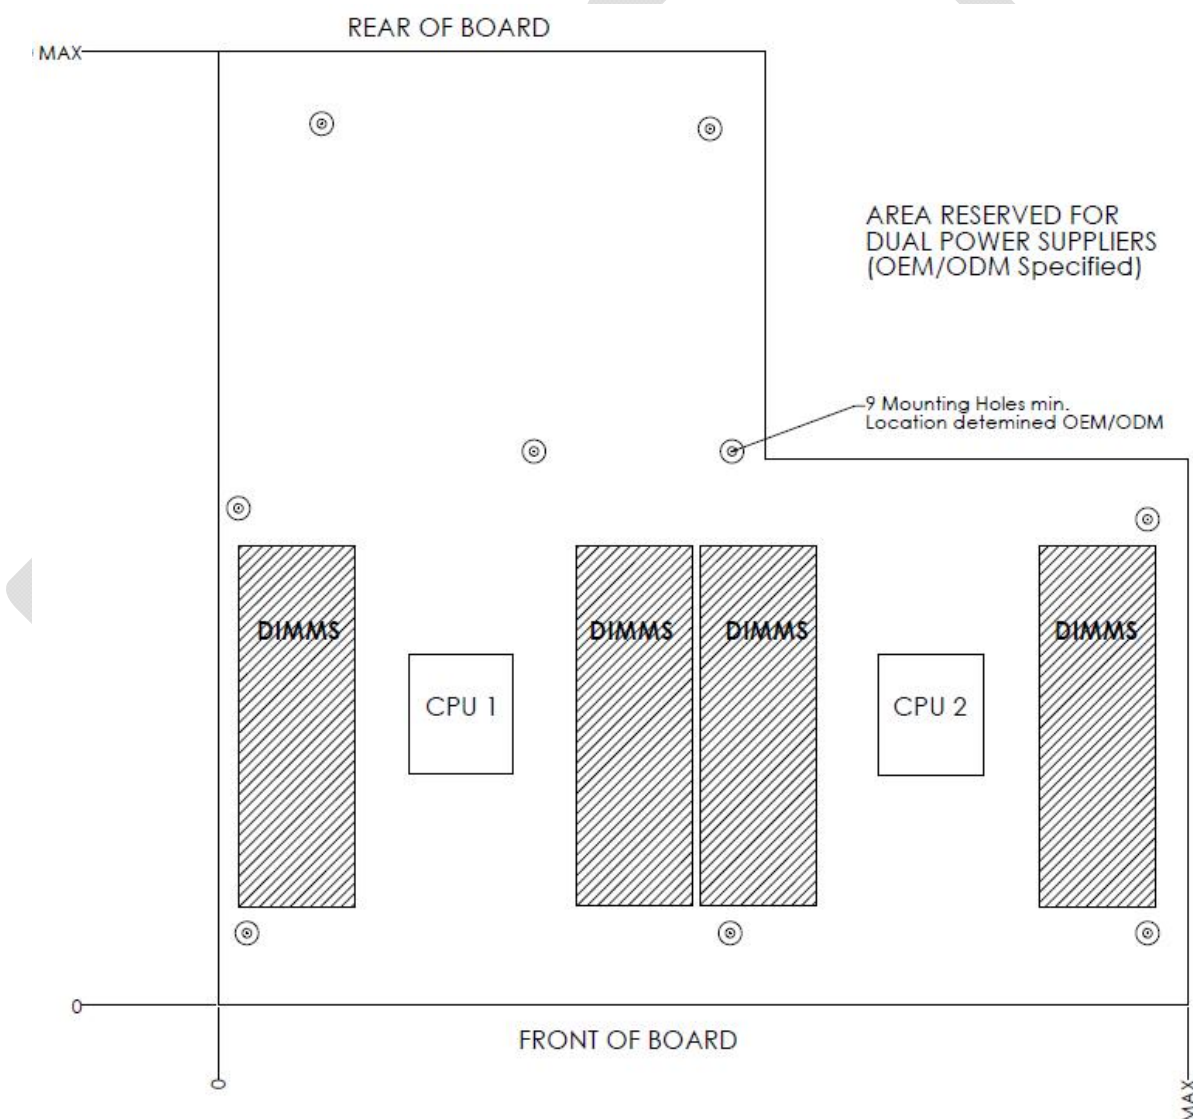 REAR OF BOARD
MAX
AREA RESERVED FOR
DUAL POWER SUPPLIERS
(OEM/ODM Specified)
9 Mounting Holes min.
Location detemined OEM/ODM
DIMMS
DIMMS
DIMMS
DIMMS
CPU 1
CPU 2
0
FRONT OF BOARD
0
MAX